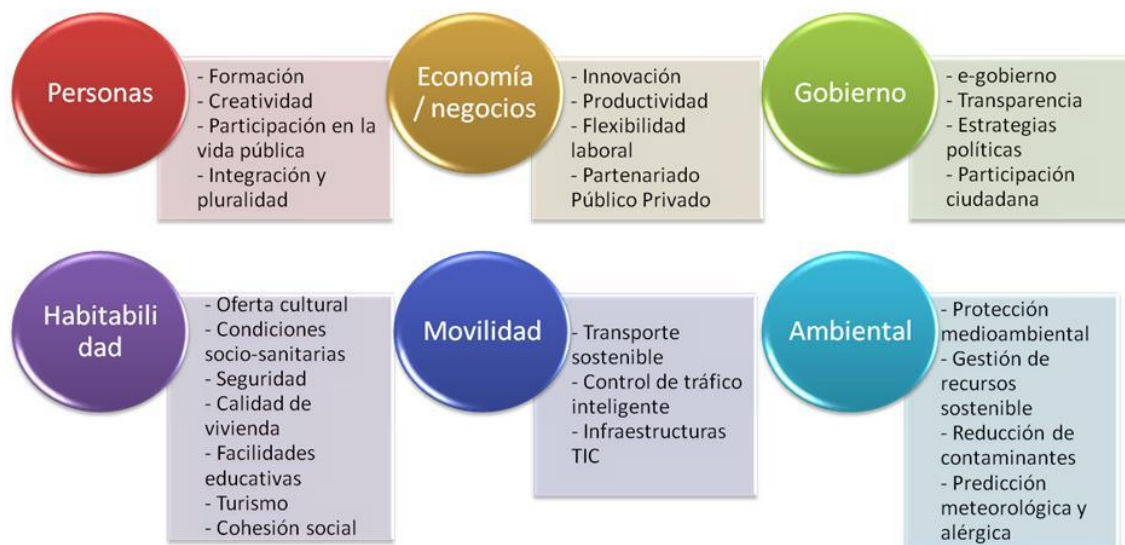 Personas
- Formación
- Creatividad
- Participación en la
vida pública
- Integración y
pluralidad
Economía
/ negocios
- Innovación
- Productividad
- Flexibilidad
laboral
- Partenariado
Público Privado
Gobierno
- e-gobierno
- Transparencia
- Estrategias
políticas
- Participación
ciudadana
Habitabili
dad
- Oferta cultural
- Condiciones
socio-sanitarias
- Seguridad
- Calidad de
vivienda
- Facilidades
educativas
- Turismo
- Cohesión social
Movilidad
- Transporte
sostenible
- Control de tráfico
inteligente
- Infraestructuras
TIC
Ambiental
- Protección
medioambiental
- Gestión de
recursos
sostenible
- Reducción de
contaminantes
- Predicción
meteorológica y
alérgica